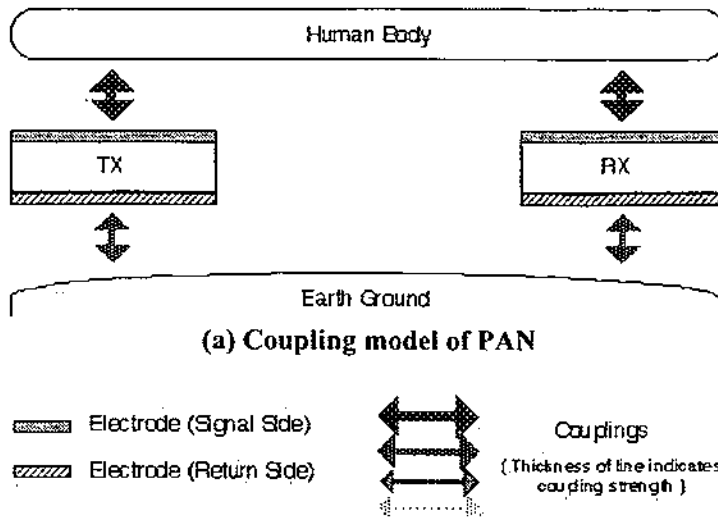 Human Body
TX
RX
Earth Ground
(a) Coupling model of PAN
Electrode (Signal Side)
Electrode (Return Side)
Couplings
(Thickness of line indicates
coupling strength)